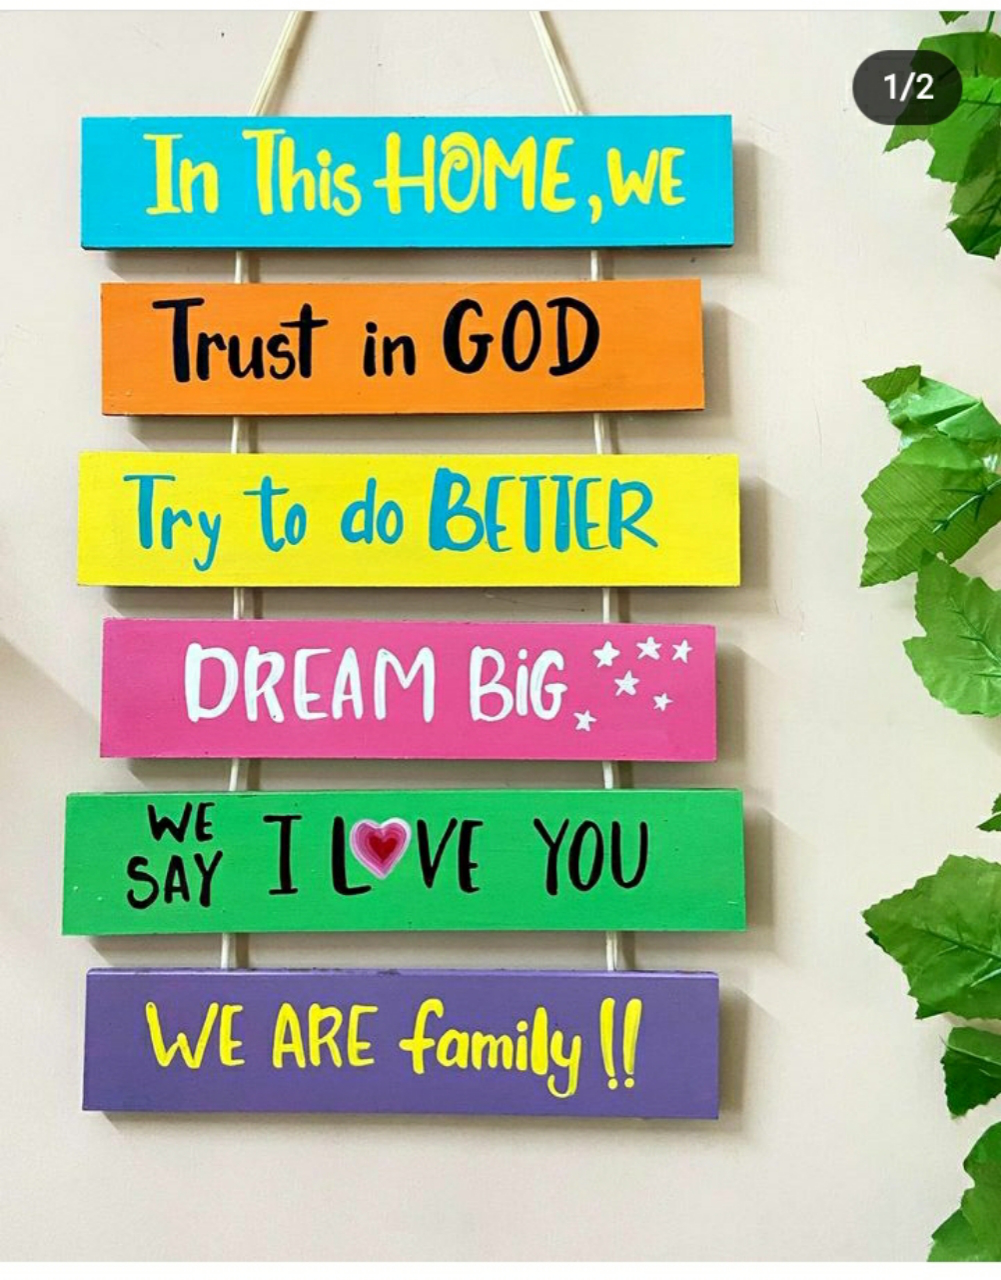 1/2
In This HOME, WE
Trust in GOD
Try to do BETTER
DREAM BiG
WE
SAY I LOVE YOU
WE ARE family !!